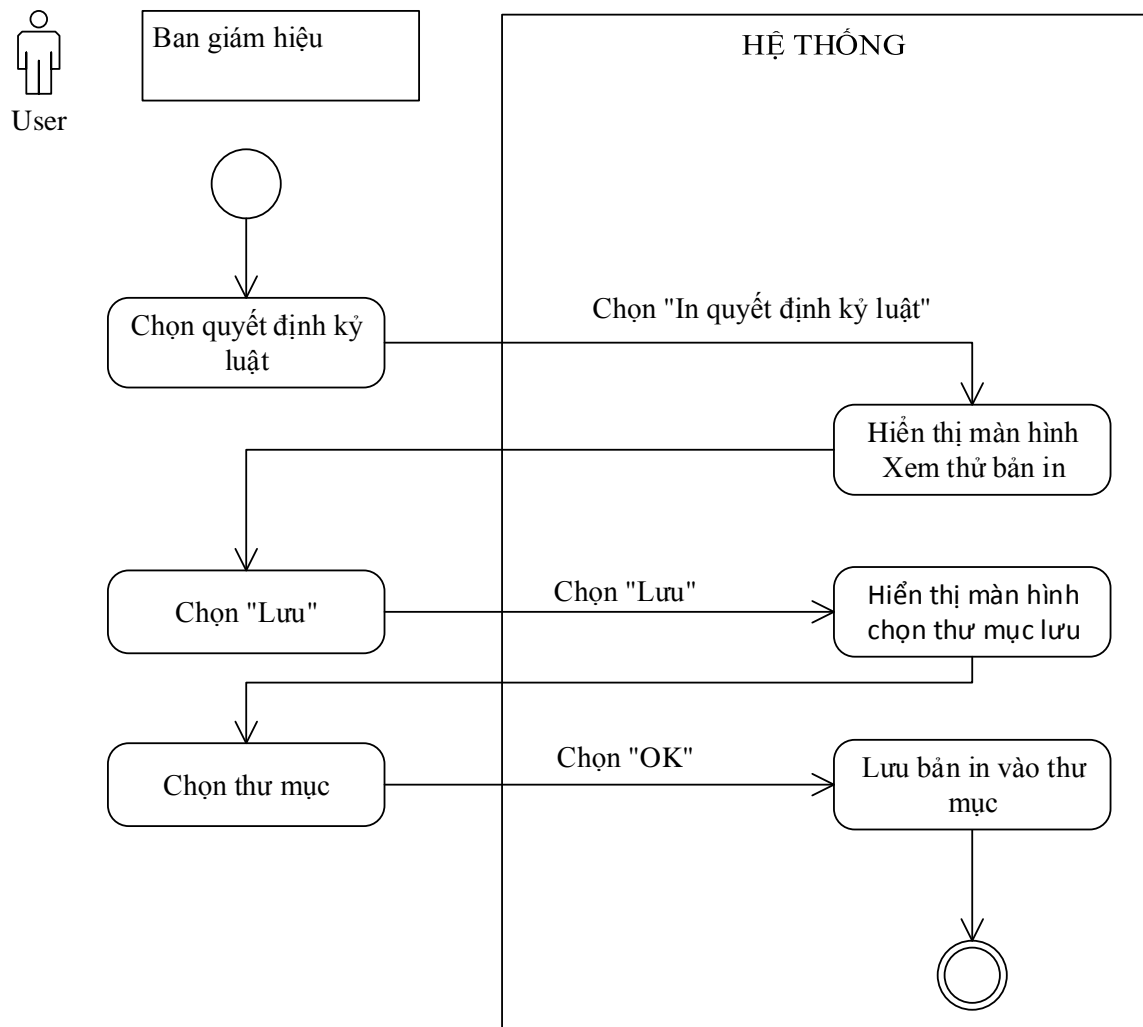 Ban giám hiệu
HỆ THỐNG
User
Chọn quyết định kỷ
luật
Chọn "In quyết định kỷ luật"
Hiển thị màn hình
Xem thử bản in
Chọn "Lưu"
Chọn "Lưu"
Hiển thị màn hình
chọn thư mục lưu
Chọn thư mục
Chọn "OK"
Lưu bản in vào thư
mục